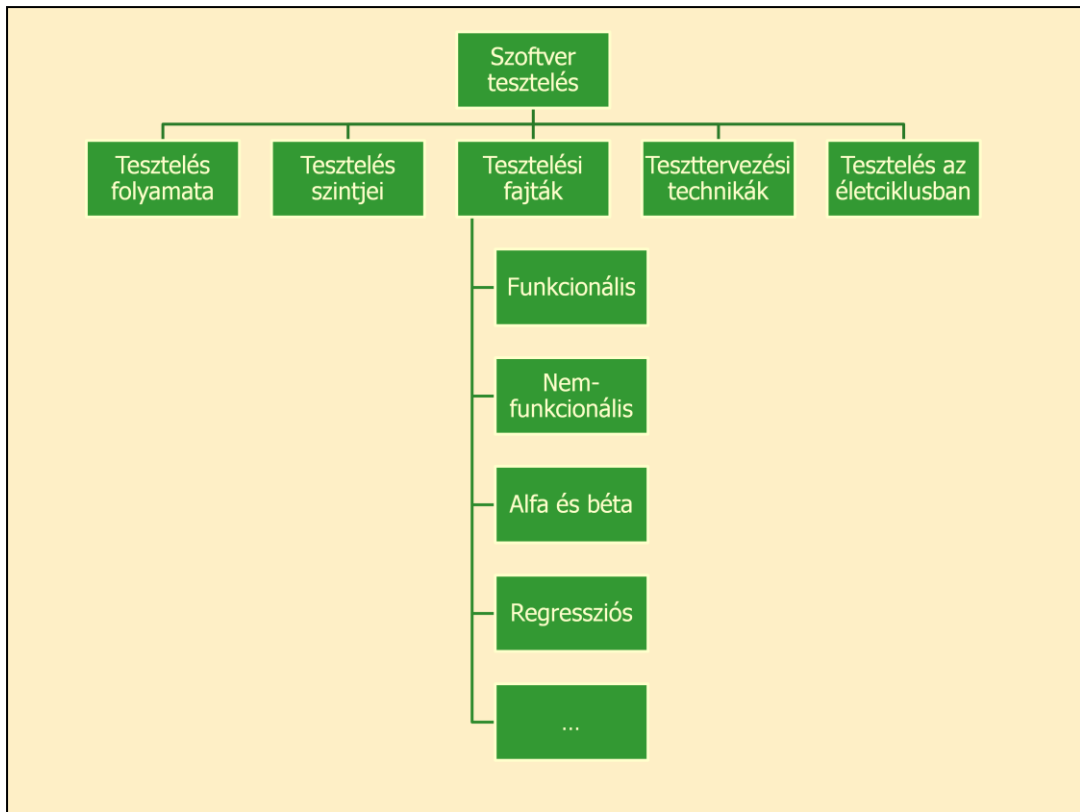 Szoftver
tesztelés
Tesztelés
folyamata
Tesztelés
szintjei
Tesztelési
fajták
Teszttervezési
technikák
Tesztelés az
életciklusban
Funkcionális
Nem-
funkcionális
Alfa és béta
Regressziós
...